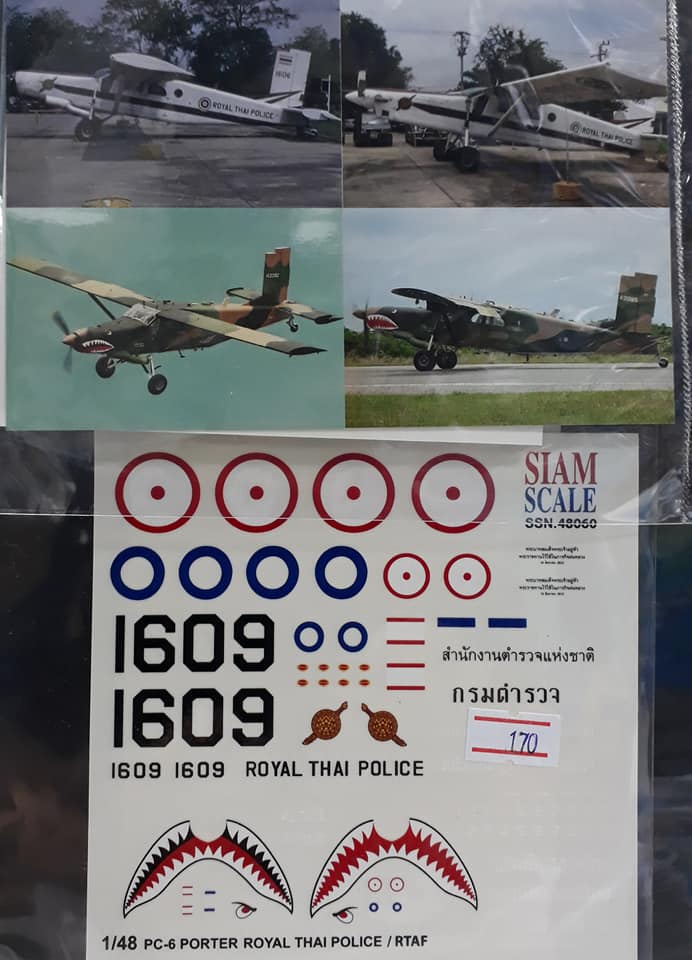 1606
ROYAL THAI POLICE
ROYAL THAI POLICE
SIAM
SCALE
SSN.48060
1609
สำนักงานตำรวจแห่งชาติ
กรมตำรวจ
1609
170
1609 1609 ROYAL THAI POLICE
1/48 PC-6 PORTER ROYAL THAI POLICE / RTAF